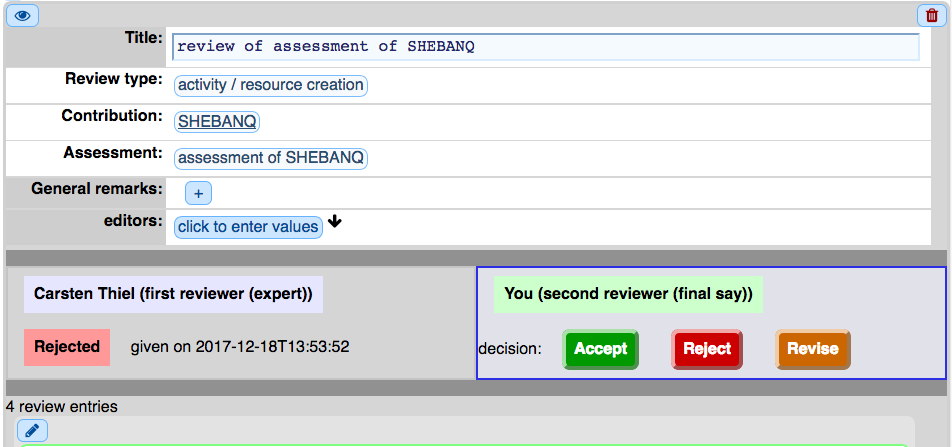 Title: review of assessment of SHEBANQ
Review type: activity / resource creation
Contribution: SHEBANQ
Assessment: assessment of SHEBANQ
General remarks: +
editors: click to enter values
Carsten Thiel (first reviewer (expert))
Rejected given on 2017-12-18T13:53:52
You (second reviewer (final say))
decision: Accept Reject Revise
4 review entries